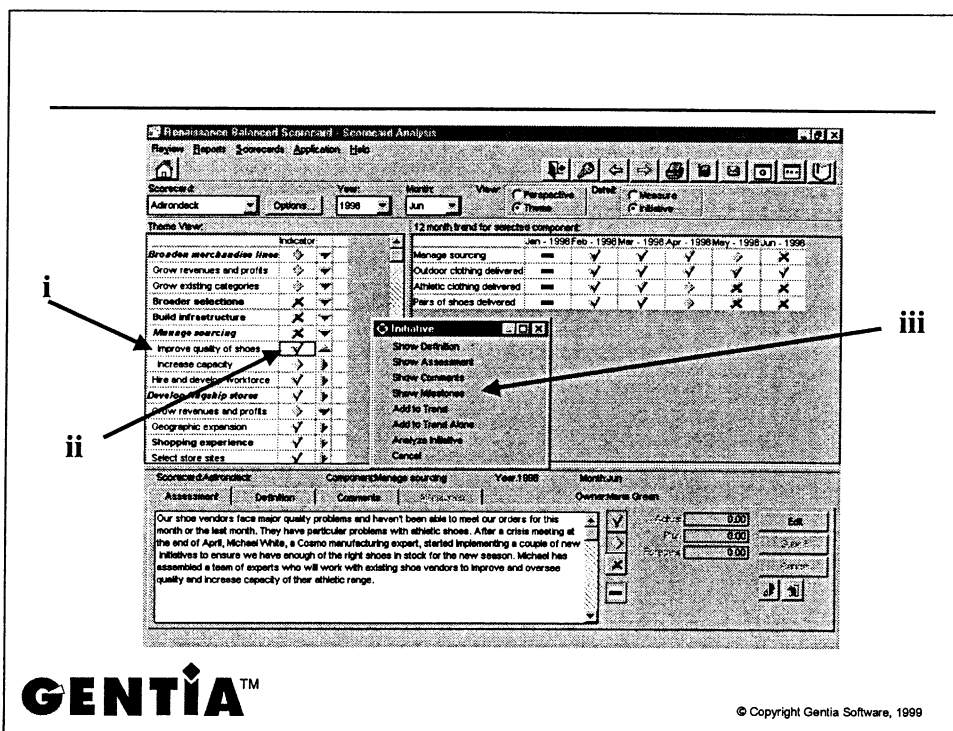 Renaissance Balanced Scorecard - Scorecard Analysis
Review Reports Scorecards Application Help
Scorecard: Year: Month: View: Perspective Detail: Measure
Adirondack Options... 1998 Jun Theme Initiative
Theme View:
Indicator
Broaden merchandise lines
Grow revenues and profits
Grow existing categories
Broader selections
Build infrastructure
Manage sourcing
Improve quality of shoes
Increase capacity
Hire and develop workforce
Develop flagship stores
Grow revenues and profits
Geographic expansion
Shopping experience
Select store sites
12 month trend for selected component:
Jan - 1998 Feb - 1998 Mar - 1998 Apr - 1998 May - 1998 Jun - 1998
Manage sourcing
Outdoor clothing delivered
Athletic clothing delivered
Pairs of shoes delivered
i
ii
iii
Initiative
Show Definition
Show Assessment
Show Comments
Show Milestones
Add to Trend
Add to Trend Alone
Analyze Initiative
Cancel
Scorecard:Adirondack Component:Manage sourcing Year:1998 Month:Jun
Assessment Definition Comments Owner:Maria Green
Our shoe vendors face major quality problems and haven't been able to meet our orders for this
month or the last month. They have particular problems with athletic shoes. After a crisis meeting at
the end of April, Michael White, a Cosmo manufacturing expert, started implementing a couple of new
initiatives to ensure we have enough of the right shoes in stock for the new season. Michael has
assembled a team of experts who will work with existing shoe vendors to improve and oversee
quality and increase capacity of their athletic range.
0.00 Edit
0.00
0.00
GENTIA™
© Copyright Gentia Software, 1999